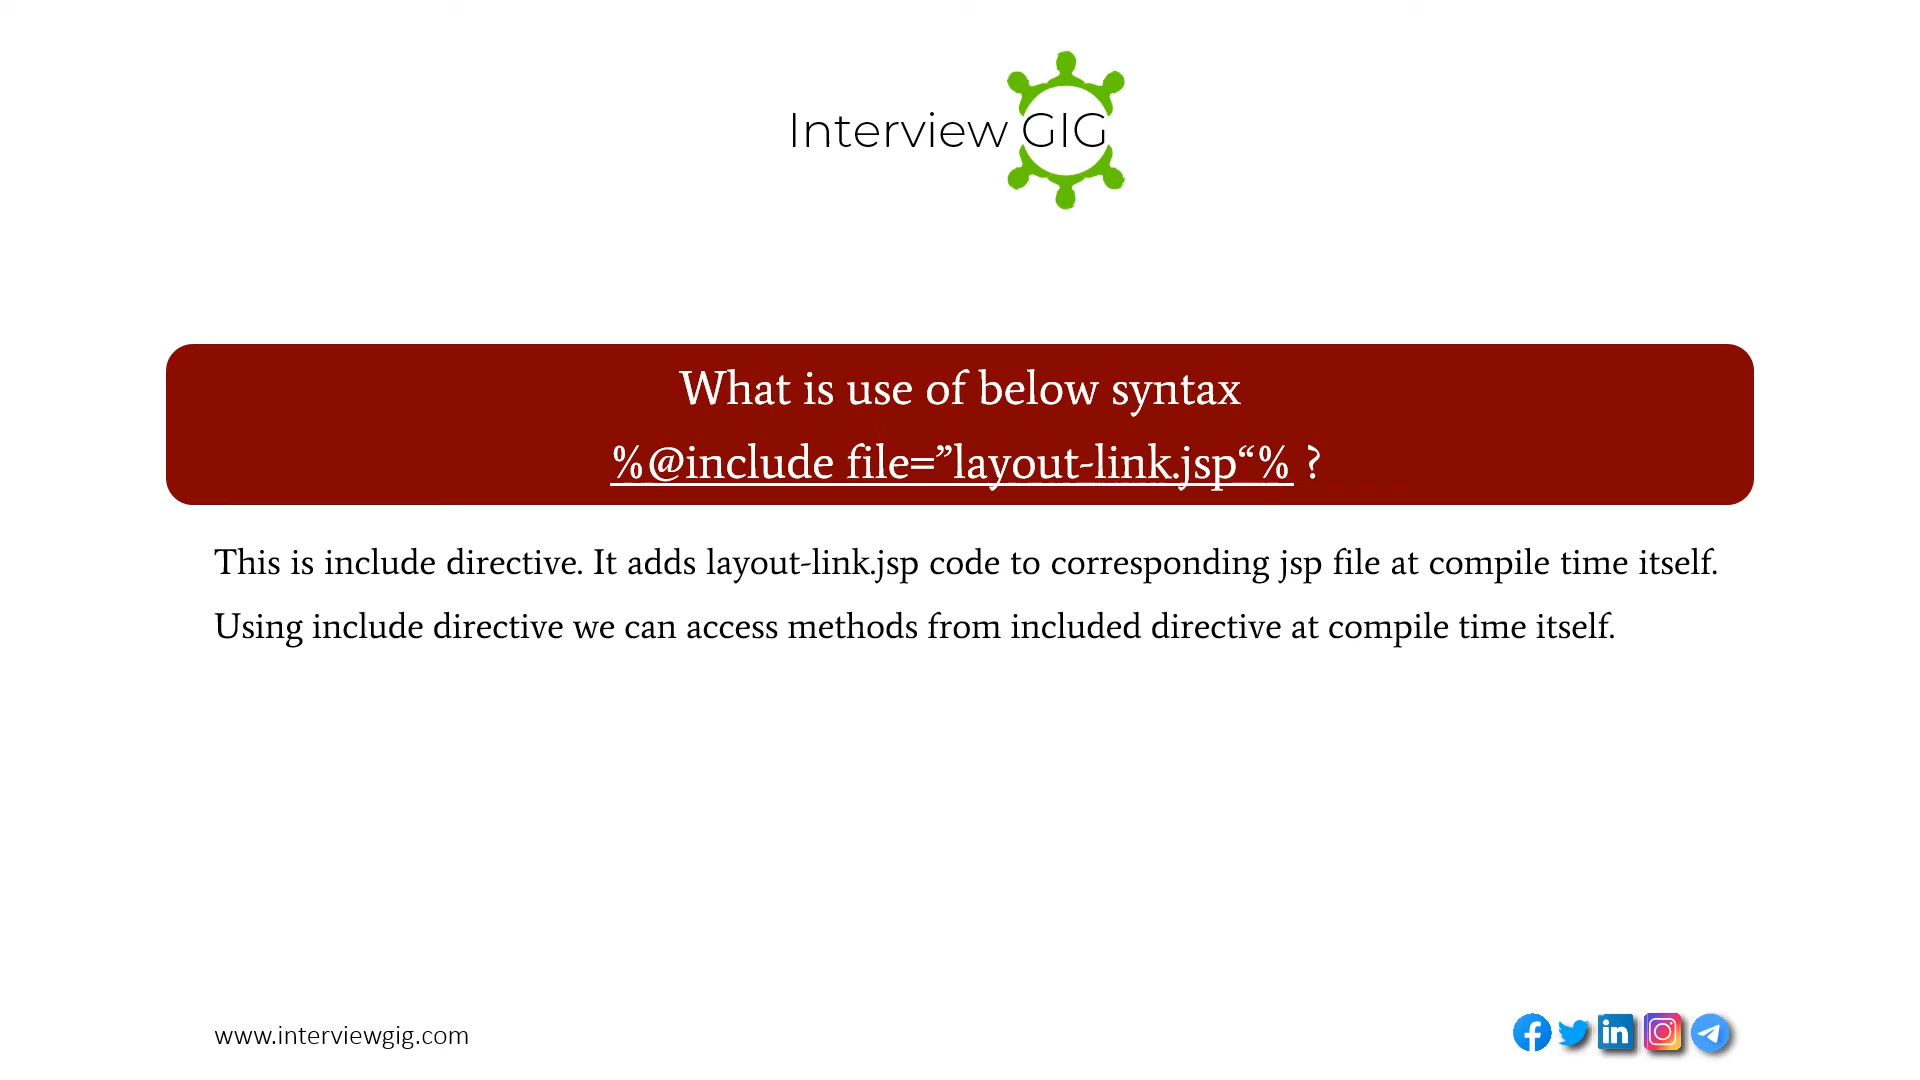 Interview GIG
What is use of below syntax
%@include file=”layout-link.jsp“% ?
This is include directive. It adds layout-link.jsp code to corresponding jsp file at compile time itself.
Using include directive we can access methods from included directive at compile time itself.
www.interviewgig.com
in